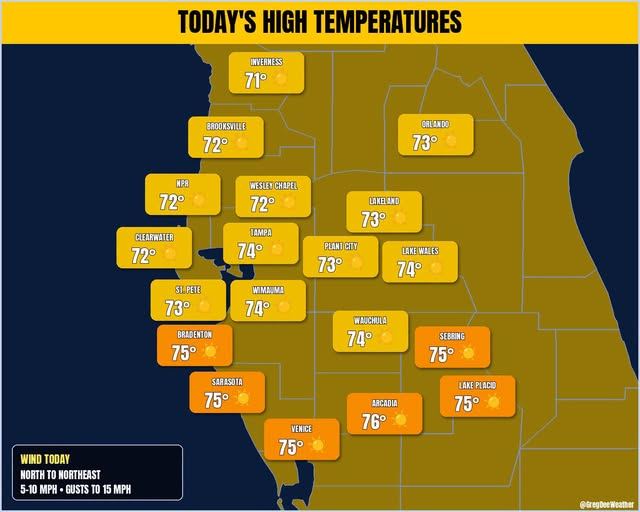 TODAY'S HIGH TEMPERATURES
INVERNESS
71°
BROOKSVILLE
72°
ORLANDO
73°
NPR
72°
WESLEY CHAPEL
72°
LAKELAND
73°
CLEARWATER
72°
TAMPA
74°
PLANT CITY
73°
LAKE WALES
74°
ST. PETE
73°
WIMAUMA
74°
WAUCHULA
74°
BRADENTON
75°
SEBRING
75°
SARASOTA
75°
LAKE PLACID
75°
ARCADIA
76°
VENICE
75°
WIND TODAY
NORTH TO NORTHEAST
5-10 MPH • GUSTS TO 15 MPH
@GregDeeWeather